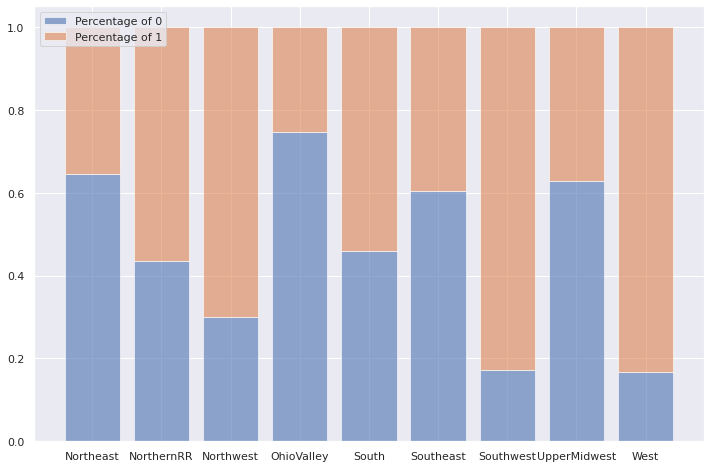 Percentage of 0
Percentage of 1
1.0
0.8
0.6
0.4
0.2
0.0
Northeast NorthernRR Northwest OhioValley South Southeast Southwest UpperMidwest West